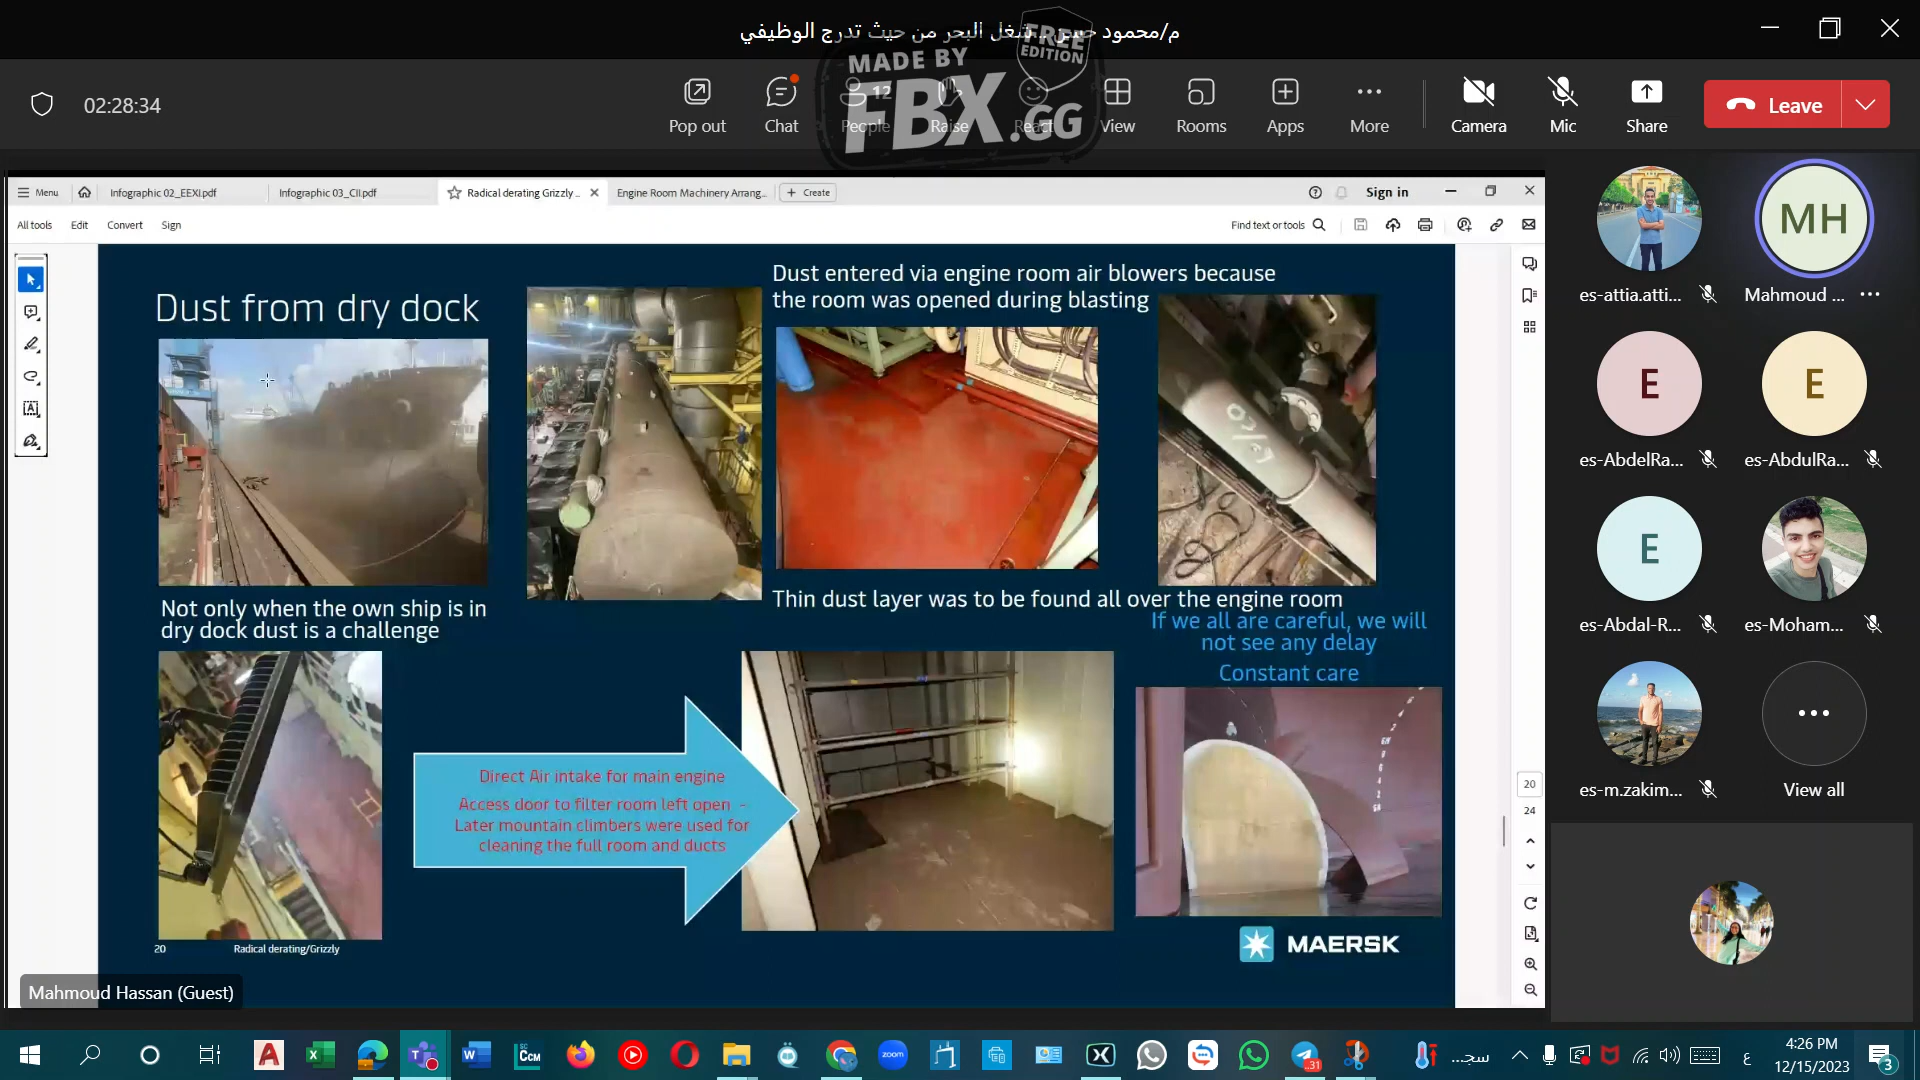 م/محمود حسن ...شغل البحر من حيث تدرج الوظيفي
MADE BY
FBX.GG
FREE
EDITION
02:28:34
Pop out
Chat
12
People
Raise
React
View
Rooms
Apps
More
Camera
Mic
Share
Leave
Menu
Infographic 02_EEXI.pdf
Infographic 03_CII.pdf
Radical derating Grizzly ..
Engine Room Machinery Arrang..
Create
Sign in
All tools
Edit
Convert
Sign
Find text or tools
Dust from dry dock
Dust entered via engine room air blowers because
the room was opened during blasting
Not only when the own ship is in
dry dock dust is a challenge
Thin dust layer was to be found all over the engine room
If we all are careful, we will
not see any delay
Constant care
Direct Air intake for main engine
Access door to filter room left open -
Later mountain climbers were used for
cleaning the full room and ducts
20
Radical derating/Grizzly
MAERSK
20
24
Mahmoud Hassan (Guest)
es-attia.atti...
MH
Mahmoud ...
E
es-AbdelRa...
E
es-AbdulRa...
E
es-Abdal-R...
es-Moham...
es-m.zakim...
View all
SC
CCM
zoom
..31
سجـ...
ع
4:26 PM
12/15/2023
3